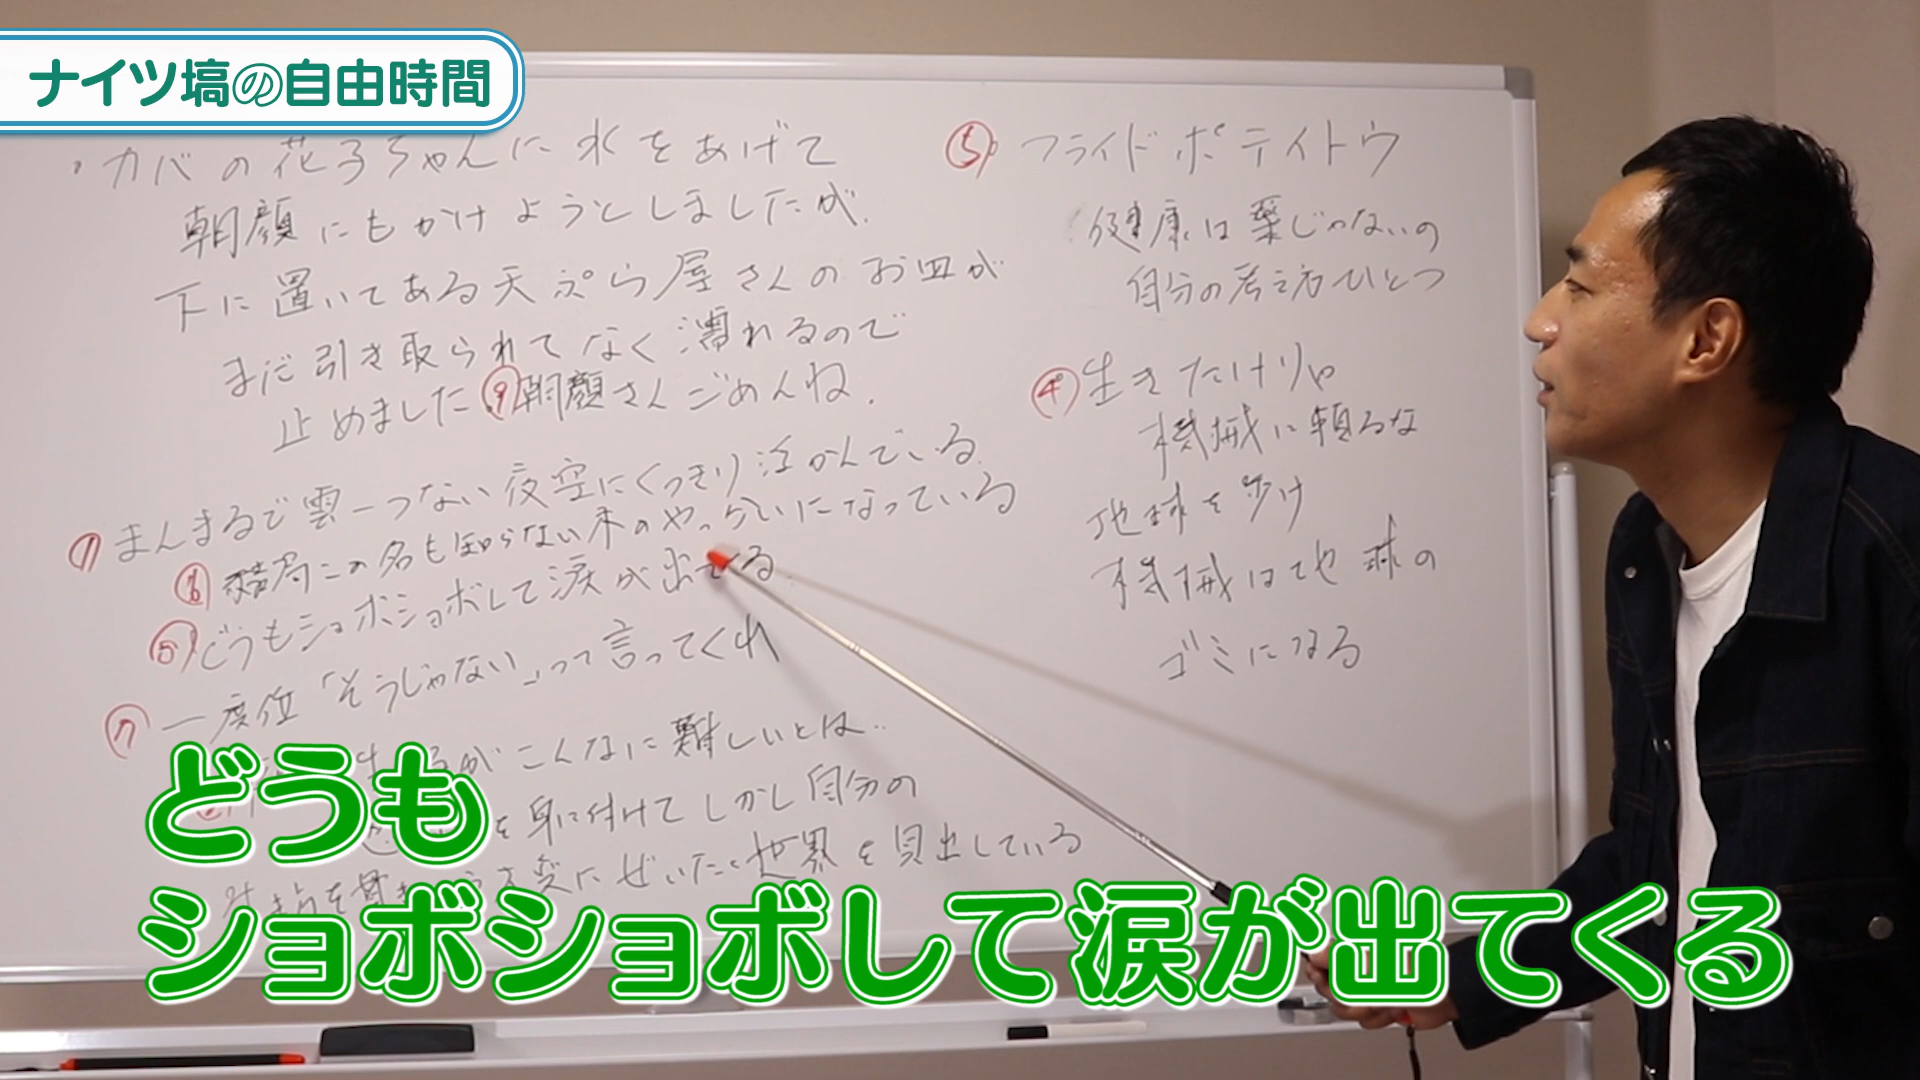 ナイツ塙の自由時間
・カバの花子ちゃんに水をあげて
朝顔にもかけようとしましたが、
下に置いてある天ぷら屋さんのお皿が
まだ引き取られてなく濡れるので
止めました ⑨朝顔さんごめんね。
① まんまるで雲一つない夜空にくっきり浮かんでいる
⑥ 結局この名も知らない木のやっかいになっている
⑤ どうもショボショボして涙が出てくる
⑦ 一度位「そうじゃない」って言ってくれ
がこんなに難しいとは‥
を身に付けて しかし自分の
にぜいたくな世界を見出している
③ フライドポテイトウ
健康は薬じゃないの
自分の考え方ひとつ
④ 生きたけりゃ
機械に頼るな
地球を歩け
機械は地球の
ゴミになる
どうも
ショボショボして涙が出てくる